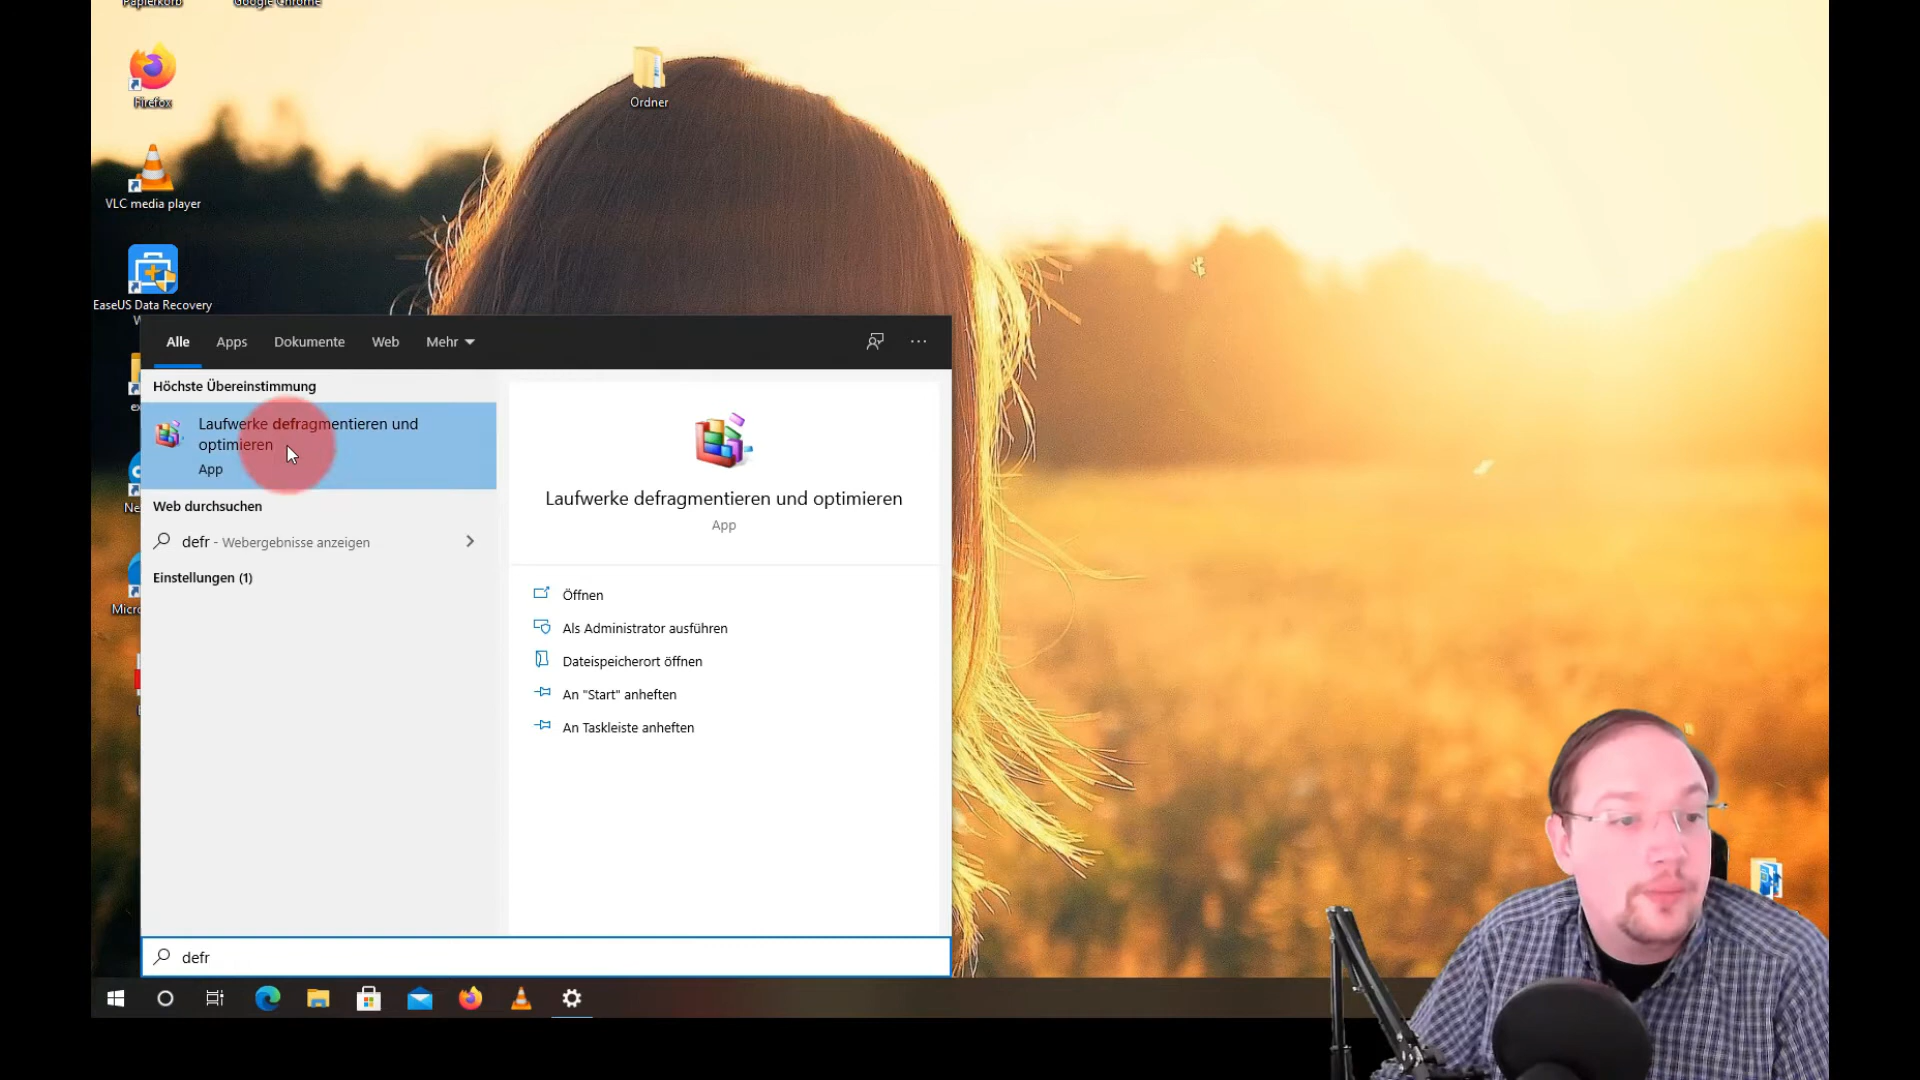 Papierkorb
Google Chrome
Firefox
Ordner
VLC media player
EaseUS Data Recovery
Alle
Apps
Dokumente
Web
Mehr
Höchste Übereinstimmung
Laufwerke defragmentieren und
optimieren
App
Web durchsuchen
defr - Webergebnisse anzeigen
Einstellungen (1)
Laufwerke defragmentieren und optimieren
App
Öffnen
Als Administrator ausführen
Dateispeicherort öffnen
An "Start" anheften
An Taskleiste anheften
defr